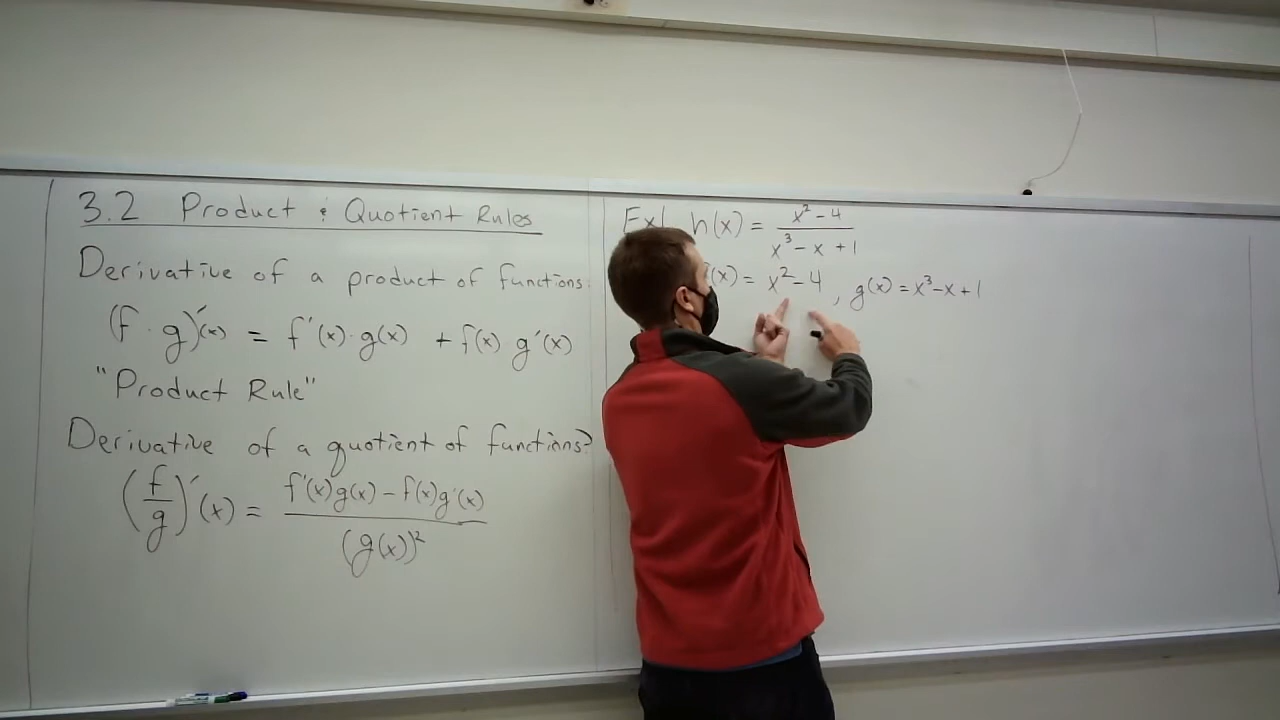 3.2 Product & Quotient Rules
Derivative of a product of functions:
(f · g)'(x) = f'(x)·g(x) + f(x) g'(x)
"Product Rule"
Derivative of a quotient of functions?
(f/g)'(x) = f'(x)g(x) – f(x)g'(x) / (g(x))²
Ex| h(x) = x² – 4 / x³ – x + 1
(x) = x² – 4, g(x) = x³ – x + 1